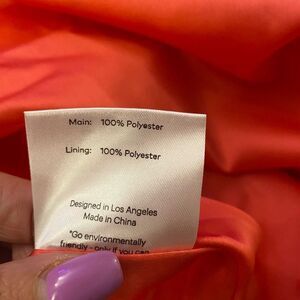 Main: 100% Polyester
Lining: 100% Polyester
Designed in Los Angeles
Made in China
"Go environmentally
friendly - only if you can